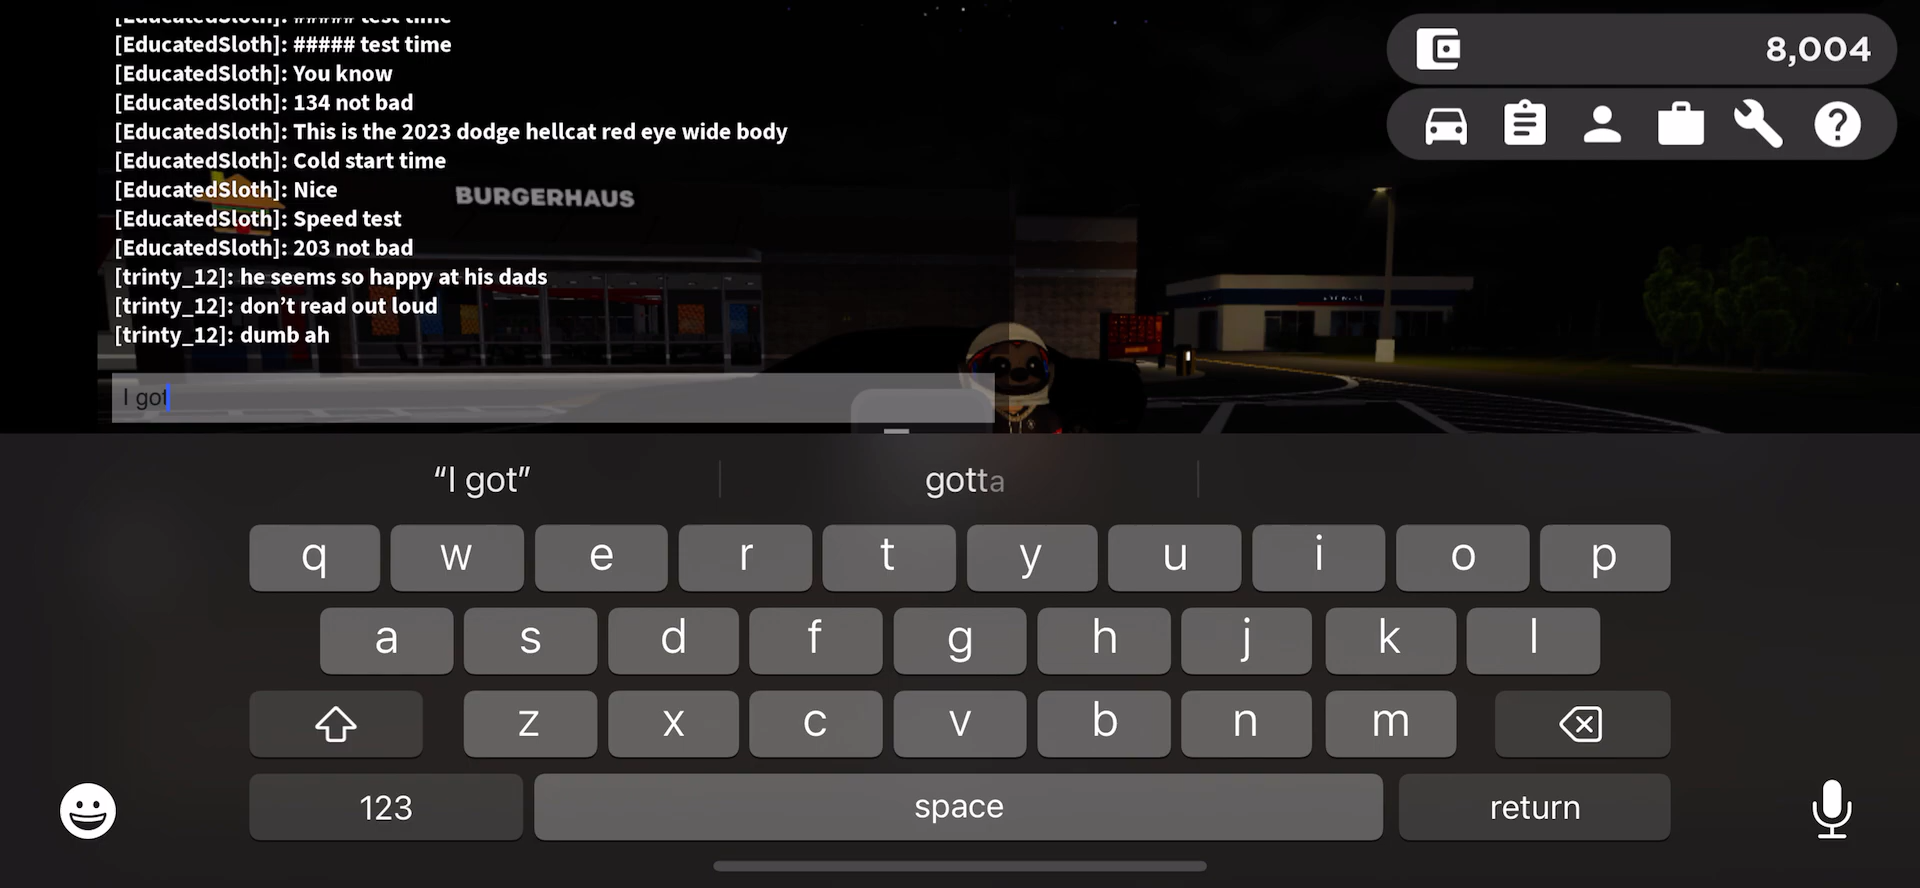 [EducatedSloth]: ##### test time
[EducatedSloth]: ##### test time
[EducatedSloth]: You know
[EducatedSloth]: 134 not bad
[EducatedSloth]: This is the 2023 dodge hellcat red eye wide body
[EducatedSloth]: Cold start time
[EducatedSloth]: Nice
[EducatedSloth]: Speed test
[EducatedSloth]: 203 not bad
[trinty_12]: he seems so happy at his dads
[trinty_12]: don’t read out loud
[trinty_12]: dumb ah
8,004
BURGERHAUS
I got
“I got”
gotta
q w e r t y u i o p
a s d f g h j k l
z x c v b n m
123 space return